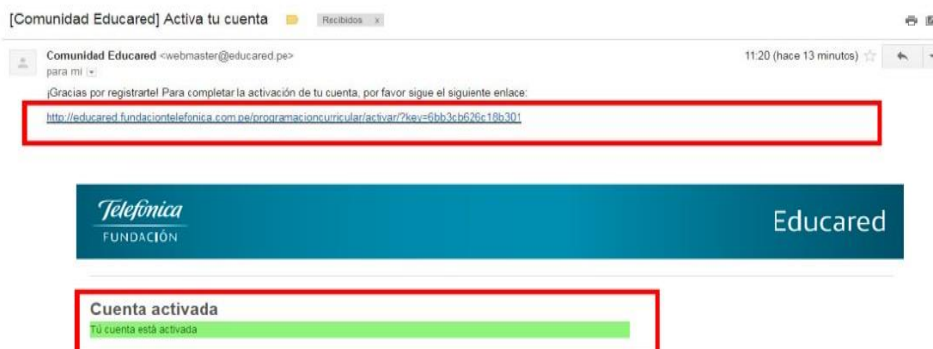 [Comunidad Educared] Activa tu cuenta Recibidos x
Comunidad Educared <webmaster@educared.pe> 11:20 (hace 13 minutos)
para mí
¡Gracias por registrarte! Para completar la activación de tu cuenta, por favor sigue el siguiente enlace:
http://educared.fundaciontelefonica.com.pe/programacioncurricular/activar/?key=6bb3cb626c18b301
Telefónica
FUNDACIÓN
Educared
Cuenta activada
Tú cuenta está activada